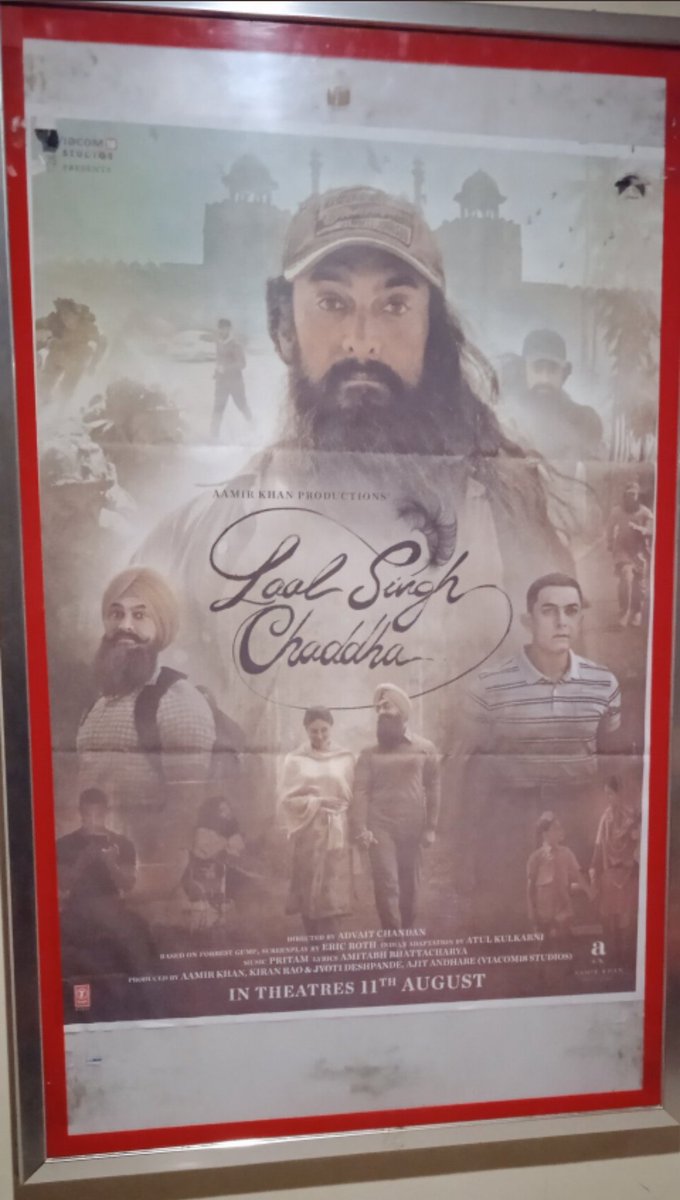 VIACOM18
STUDIOS
PRESENTS
AAMIR KHAN PRODUCTIONS
Laal Singh
Chaddha
DIRECTED BY ADVAIT CHANDAN
BASED ON FORREST GUMP, SCREENPLAY BY ERIC ROTH INDIAN ADAPTATION BY ATUL KULKARNI
MUSIC PRITAM LYRICS AMITABH BHATTACHARYA
PRODUCED BY AAMIR KHAN, KIRAN RAO & JYOTI DESHPANDE, AJIT ANDHARE (VIACOM18 STUDIOS)
IN THEATRES 11TH AUGUST
a
AAMIR KHAN